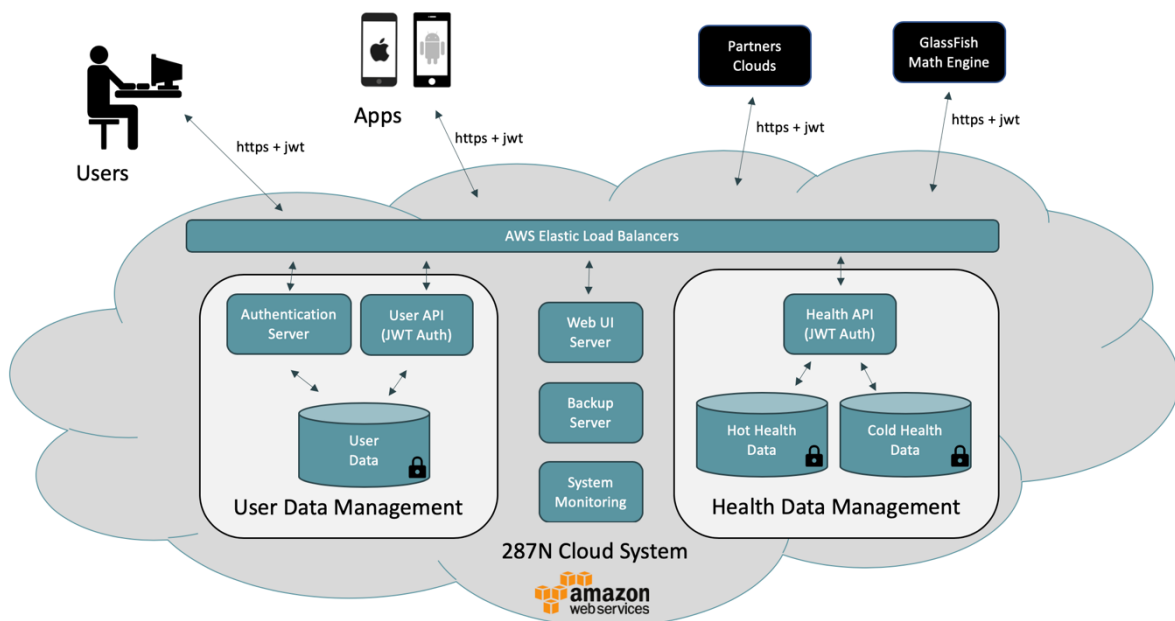 Users
https + jwt
Apps
https + jwt
Partners
Clouds
https + jwt
GlassFish
Math Engine
https + jwt
AWS Elastic Load Balancers
Authentication
Server
User API
(JWT Auth)
User
Data
User Data Management
Web UI
Server
Backup
Server
System
Monitoring
Health API
(JWT Auth)
Hot Health
Data
Cold Health
Data
Health Data Management
287N Cloud System
amazon
webservices